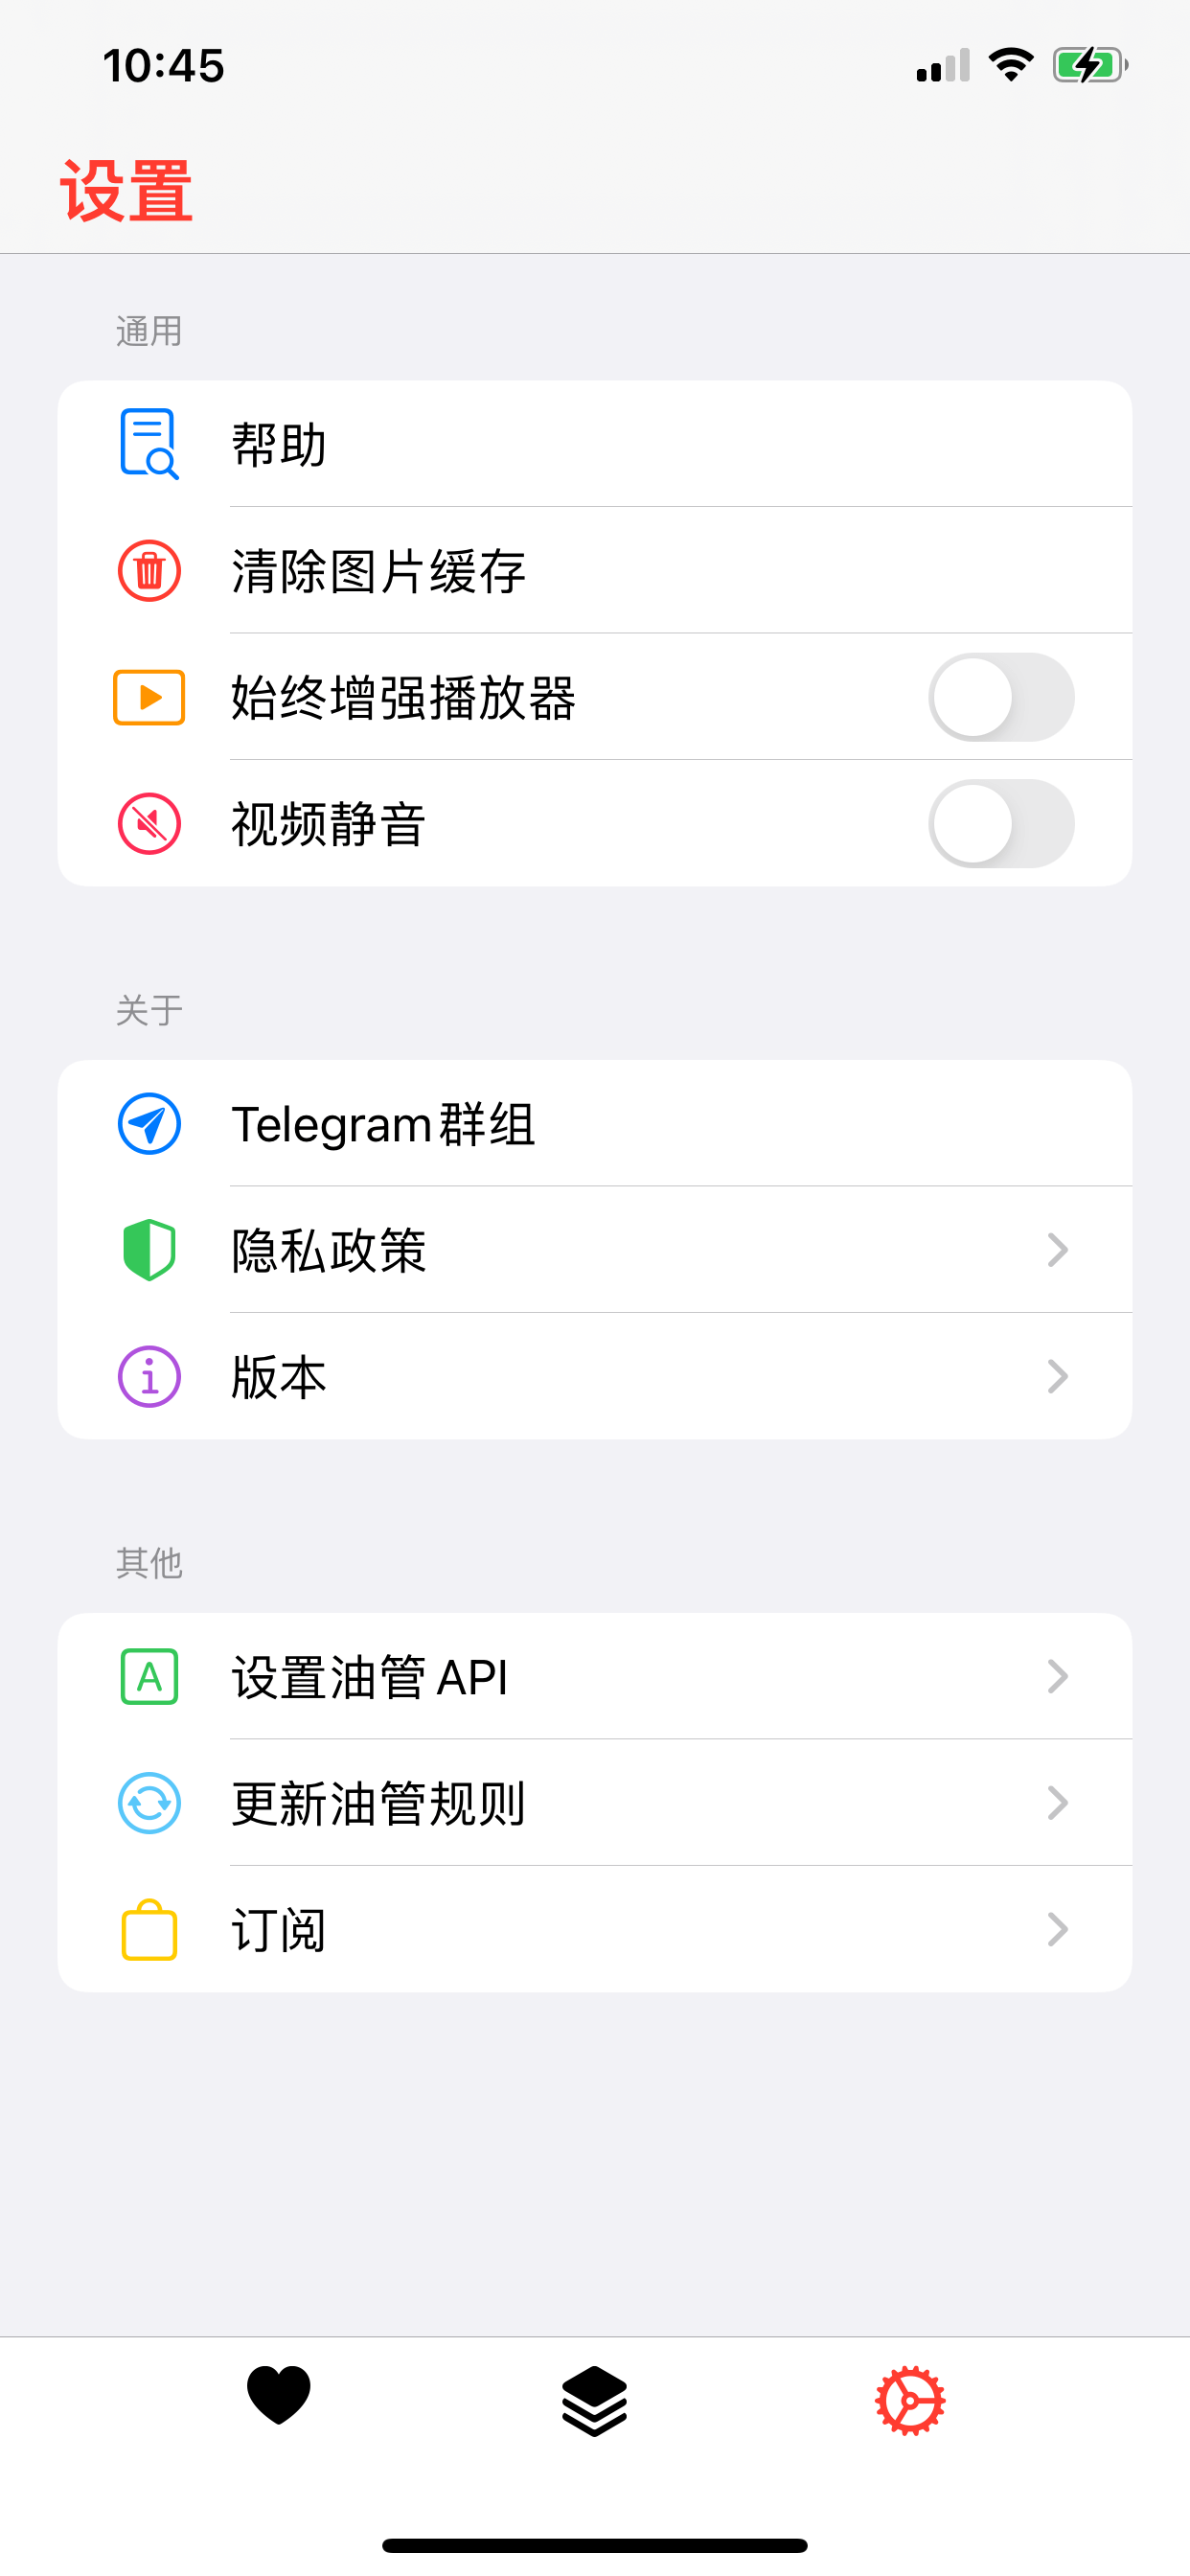 10:45
设置
通用
帮助
清除图片缓存
始终增强播放器
视频静音
关于
Telegram群组
隐私政策
版本
其他
设置油管 API
更新油管规则
订阅